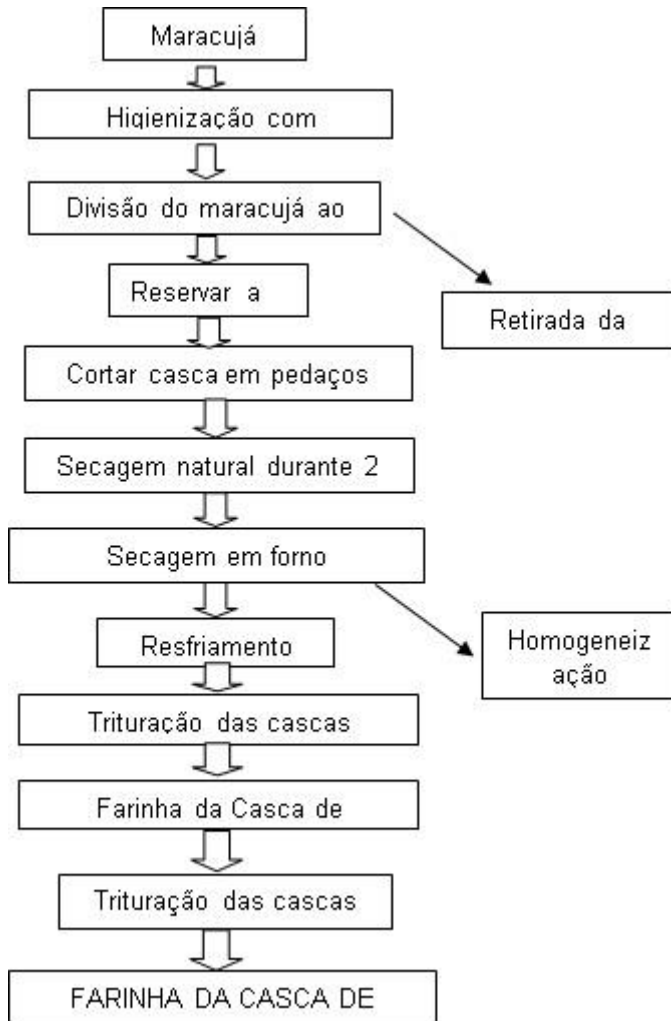 Maracujá
Higienização com
Divisão do maracujá ao
Reservar a
Retirada da
Cortar casca em pedaços
Secagem natural durante 2
Secagem em forno
Resfriamento
Homogeneiz
ação
Trituração das cascas
Farinha da Casca de
Trituração das cascas
FARINHA DA CASCA DE